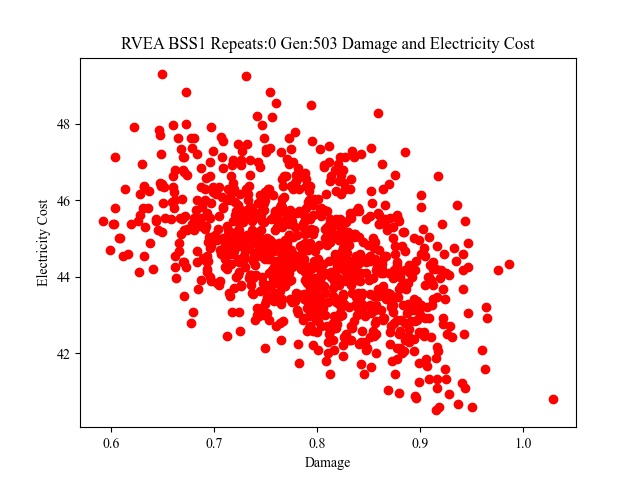 RVEA BSS1 Repeats:0 Gen:503 Damage and Electricity Cost
48
46
44
42
Electricity Cost
0.6 0.7 0.8 0.9 1.0
Damage